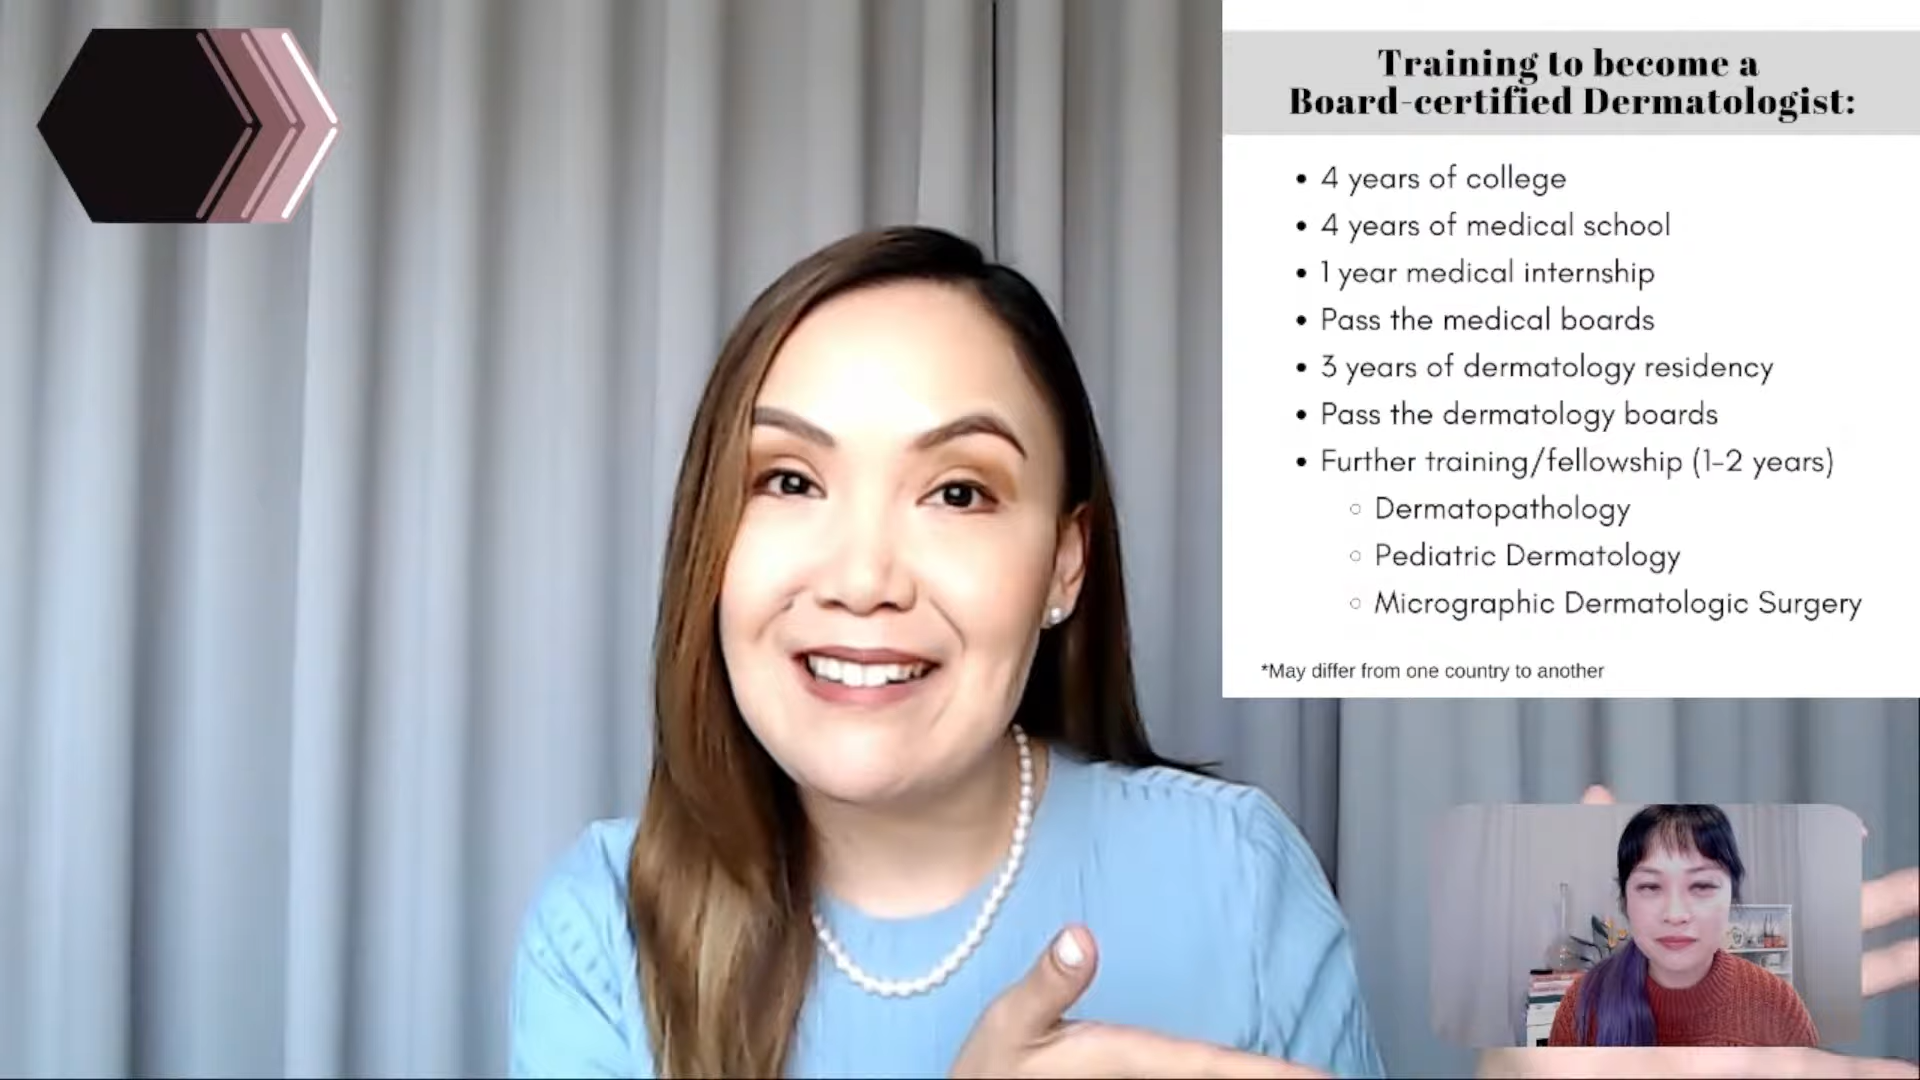 Training to become a
Board-certified Dermatologist:
4 years of college
4 years of medical school
1 year medical internship
Pass the medical boards
3 years of dermatology residency
Pass the dermatology boards
Further training/fellowship (1-2 years)
Dermatopathology
Pediatric Dermatology
Micrographic Dermatologic Surgery
*May differ from one country to another